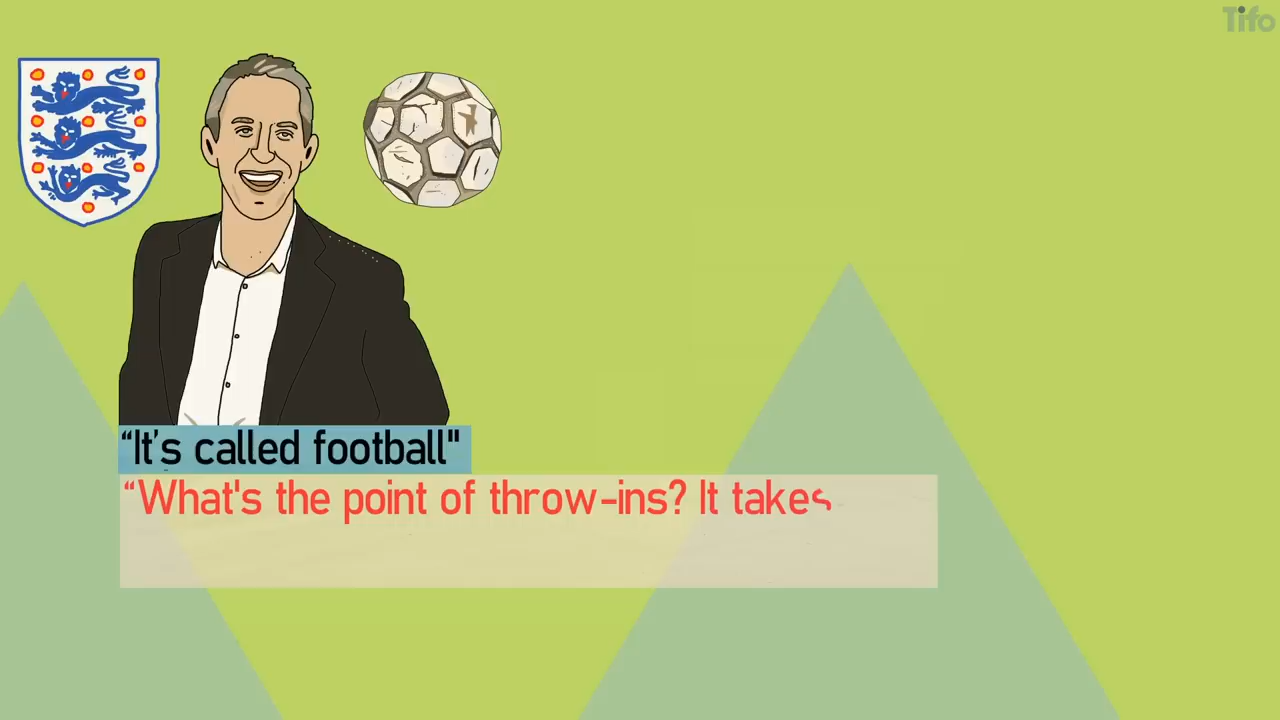 Tifo
“It's called football"
“What's the point of throw-ins? It takes